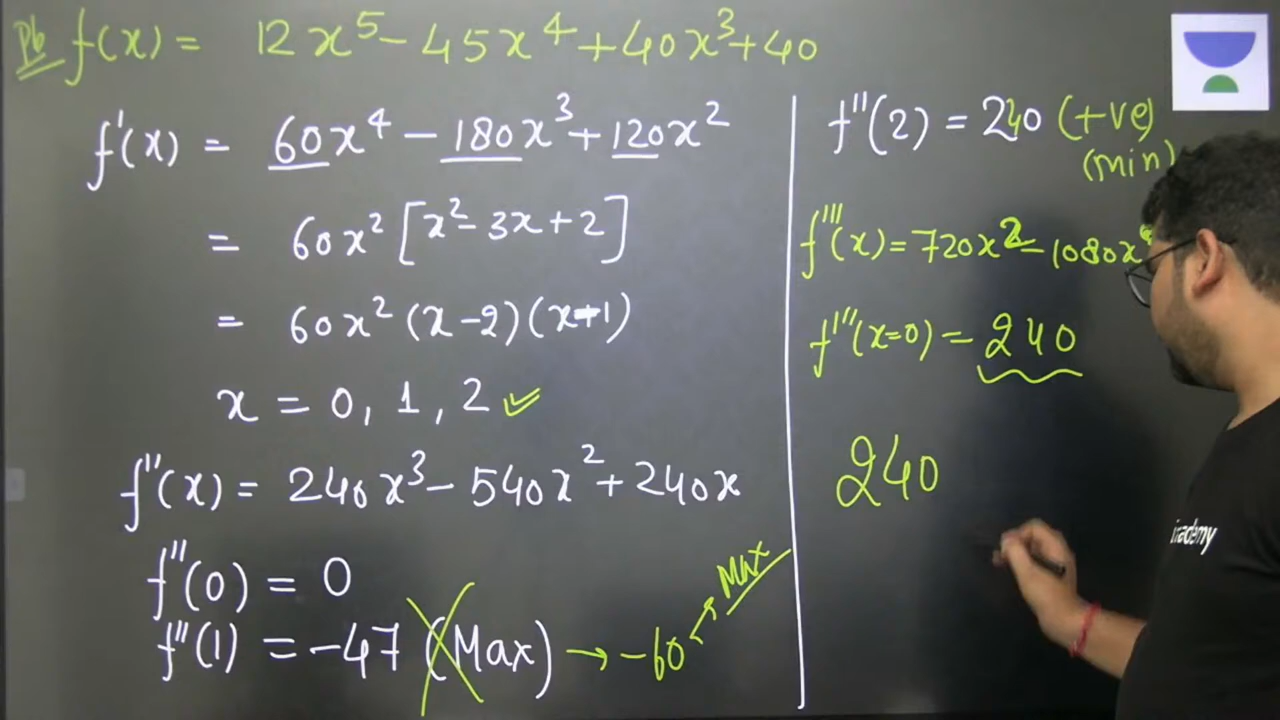 Pb f(x) = 12x⁵ - 45x⁴ + 40x³ + 40
f'(x) = 60x⁴ - 180x³ + 120x²
= 60x² [x² - 3x + 2]
= 60x² (x-2)(x-1)
x = 0, 1, 2 ✓
f''(x) = 240x³ - 540x² + 240x
f''(0) = 0
f''(1) = -47 (Max) → -60 → Max
f''(2) = 240 (+ve)
(min)
f'''(x) = 720x² - 1080x
f'''(x=0) = 240
240